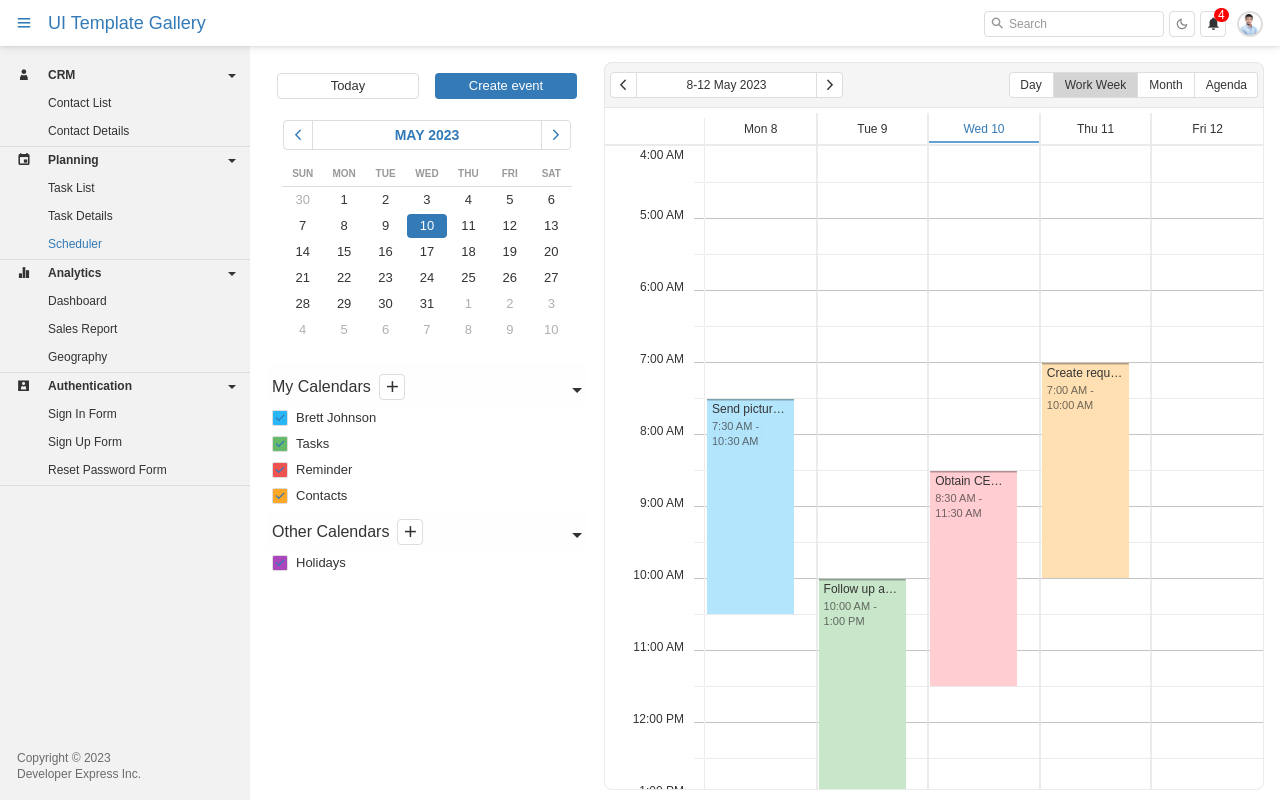 UI Template Gallery
Search
4
CRM
Contact List
Contact Details
Planning
Task List
Task Details
Scheduler
Analytics
Dashboard
Sales Report
Geography
Authentication
Sign In Form
Sign Up Form
Reset Password Form
Copyright © 2023
Developer Express Inc.
Today
Create event
MAY 2023
SUN MON TUE WED THU FRI SAT
30 1 2 3 4 5 6
7 8 9 10 11 12 13
14 15 16 17 18 19 20
21 22 23 24 25 26 27
28 29 30 31 1 2 3
4 5 6 7 8 9 10
My Calendars
Brett Johnson
Tasks
Reminder
Contacts
Other Calendars
Holidays
8-12 May 2023
Day Work Week Month Agenda
Mon 8 Tue 9 Wed 10 Thu 11 Fri 12
4:00 AM
5:00 AM
6:00 AM
7:00 AM
8:00 AM
9:00 AM
10:00 AM
11:00 AM
12:00 PM
1:00 PM
Send pictur…
7:30 AM -
10:30 AM
Follow up a…
10:00 AM -
1:00 PM
Obtain CE…
8:30 AM -
11:30 AM
Create requ…
7:00 AM -
10:00 AM